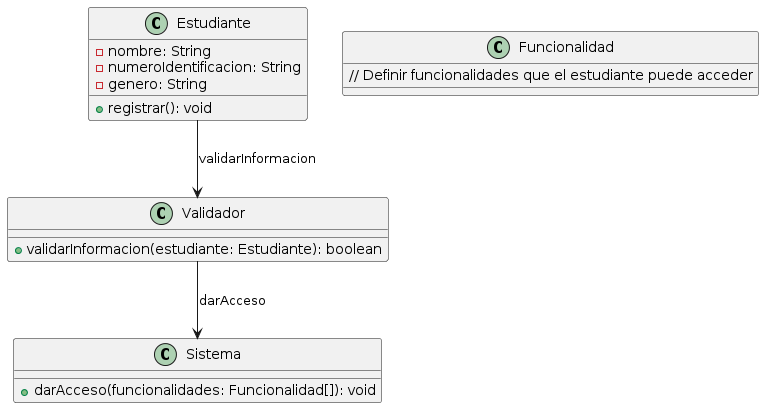 C Estudiante
nombre: String
numeroIdentificacion: String
genero: String
registrar(): void
C Funcionalidad
// Definir funcionalidades que el estudiante puede acceder
validarInformacion
C Validador
validarInformacion(estudiante: Estudiante): boolean
darAcceso
C Sistema
darAcceso(funcionalidades: Funcionalidad[]): void